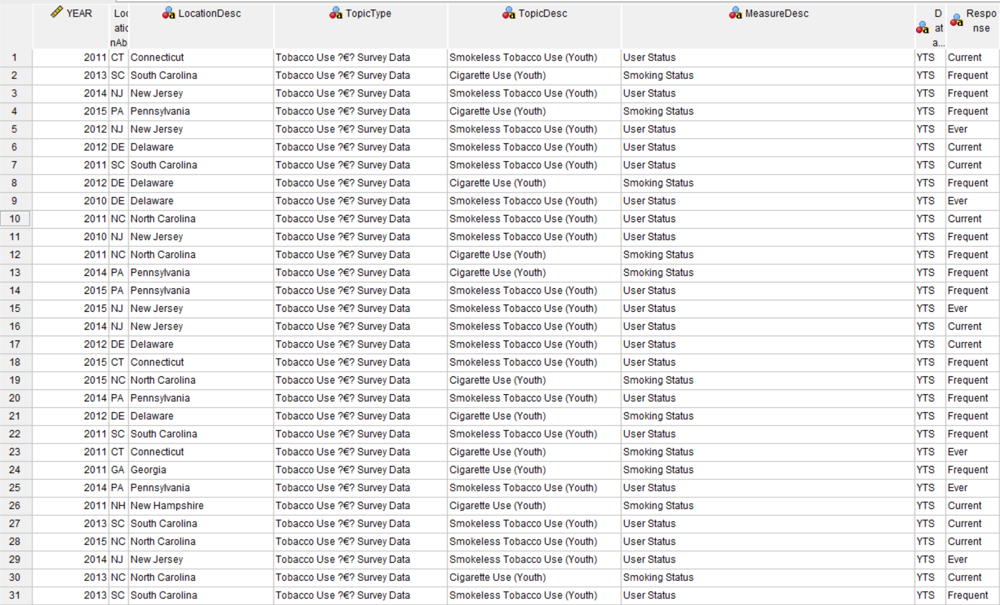 YEAR LocationAb LocationDesc TopicType TopicDesc MeasureDesc Data... Response
1 2011 CT Connecticut Tobacco Use ?€? Survey Data Smokeless Tobacco Use (Youth) User Status YTS Current
2 2013 SC South Carolina Tobacco Use ?€? Survey Data Cigarette Use (Youth) Smoking Status YTS Frequent
3 2014 NJ New Jersey Tobacco Use ?€? Survey Data Smokeless Tobacco Use (Youth) User Status YTS Frequent
4 2015 PA Pennsylvania Tobacco Use ?€? Survey Data Cigarette Use (Youth) Smoking Status YTS Frequent
5 2012 NJ New Jersey Tobacco Use ?€? Survey Data Smokeless Tobacco Use (Youth) User Status YTS Ever
6 2012 DE Delaware Tobacco Use ?€? Survey Data Smokeless Tobacco Use (Youth) User Status YTS Current
7 2011 SC South Carolina Tobacco Use ?€? Survey Data Smokeless Tobacco Use (Youth) User Status YTS Current
8 2012 DE Delaware Tobacco Use ?€? Survey Data Cigarette Use (Youth) Smoking Status YTS Frequent
9 2010 DE Delaware Tobacco Use ?€? Survey Data Smokeless Tobacco Use (Youth) User Status YTS Ever
10 2011 NC North Carolina Tobacco Use ?€? Survey Data Smokeless Tobacco Use (Youth) User Status YTS Current
11 2010 NJ New Jersey Tobacco Use ?€? Survey Data Smokeless Tobacco Use (Youth) User Status YTS Frequent
12 2011 NC North Carolina Tobacco Use ?€? Survey Data Cigarette Use (Youth) Smoking Status YTS Frequent
13 2014 PA Pennsylvania Tobacco Use ?€? Survey Data Cigarette Use (Youth) Smoking Status YTS Frequent
14 2015 PA Pennsylvania Tobacco Use ?€? Survey Data Smokeless Tobacco Use (Youth) User Status YTS Frequent
15 2015 NJ New Jersey Tobacco Use ?€? Survey Data Smokeless Tobacco Use (Youth) User Status YTS Ever
16 2014 NJ New Jersey Tobacco Use ?€? Survey Data Smokeless Tobacco Use (Youth) User Status YTS Current
17 2012 DE Delaware Tobacco Use ?€? Survey Data Smokeless Tobacco Use (Youth) User Status YTS Current
18 2015 CT Connecticut Tobacco Use ?€? Survey Data Smokeless Tobacco Use (Youth) User Status YTS Frequent
19 2015 NC North Carolina Tobacco Use ?€? Survey Data Cigarette Use (Youth) Smoking Status YTS Frequent
20 2014 PA Pennsylvania Tobacco Use ?€? Survey Data Smokeless Tobacco Use (Youth) User Status YTS Frequent
21 2012 DE Delaware Tobacco Use ?€? Survey Data Cigarette Use (Youth) Smoking Status YTS Frequent
22 2011 SC South Carolina Tobacco Use ?€? Survey Data Smokeless Tobacco Use (Youth) User Status YTS Frequent
23 2011 CT Connecticut Tobacco Use ?€? Survey Data Cigarette Use (Youth) Smoking Status YTS Ever
24 2011 GA Georgia Tobacco Use ?€? Survey Data Cigarette Use (Youth) Smoking Status YTS Frequent
25 2014 PA Pennsylvania Tobacco Use ?€? Survey Data Smokeless Tobacco Use (Youth) User Status YTS Ever
26 2011 NH New Hampshire Tobacco Use ?€? Survey Data Cigarette Use (Youth) Smoking Status YTS Current
27 2013 SC South Carolina Tobacco Use ?€? Survey Data Smokeless Tobacco Use (Youth) User Status YTS Current
28 2015 NC North Carolina Tobacco Use ?€? Survey Data Smokeless Tobacco Use (Youth) User Status YTS Current
29 2014 NJ New Jersey Tobacco Use ?€? Survey Data Smokeless Tobacco Use (Youth) User Status YTS Ever
30 2013 NC North Carolina Tobacco Use ?€? Survey Data Cigarette Use (Youth) Smoking Status YTS Current
31 2013 SC South Carolina Tobacco Use ?€? Survey Data Smokeless Tobacco Use (Youth) User Status YTS Frequent